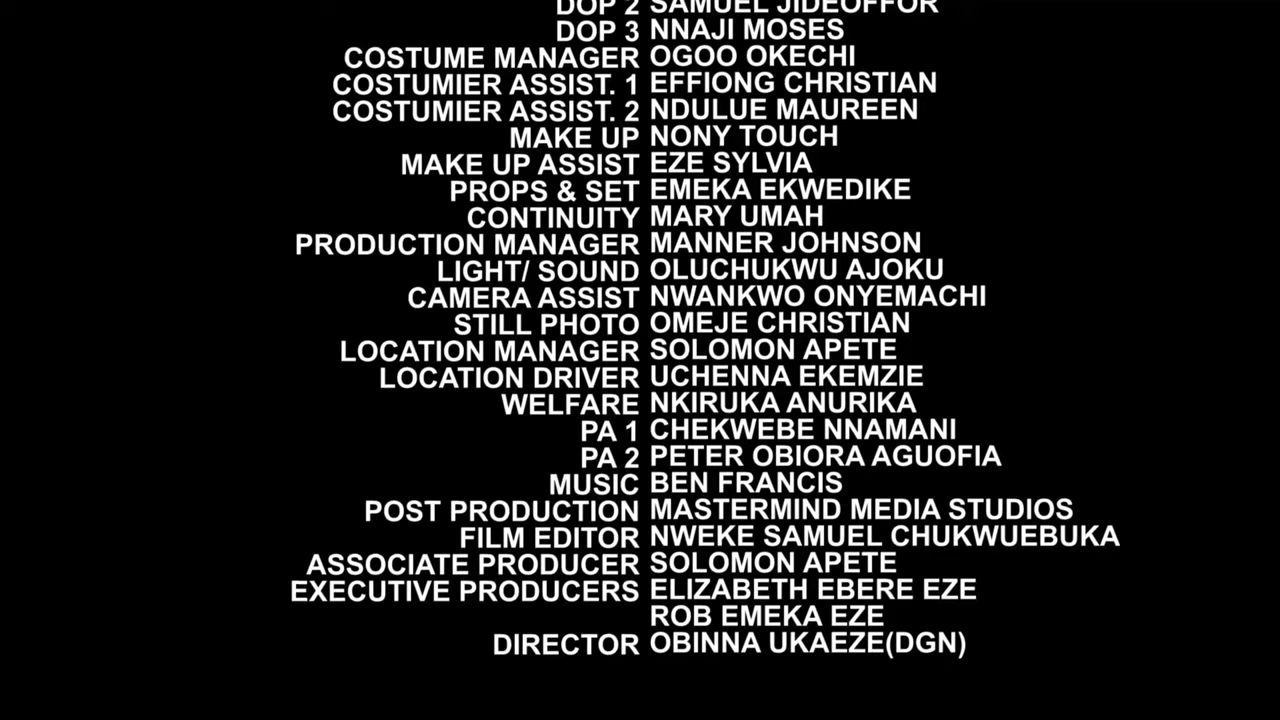 DOP 2 SAMUEL JIDEOFFOR
DOP 3 NNAJI MOSES
COSTUME MANAGER OGOO OKECHI
COSTUMIER ASSIST. 1 EFFIONG CHRISTIAN
COSTUMIER ASSIST. 2 NDULUE MAUREEN
MAKE UP NONY TOUCH
MAKE UP ASSIST EZE SYLVIA
PROPS & SET EMEKA EKWEDIKE
CONTINUITY MARY UMAH
PRODUCTION MANAGER MANNER JOHNSON
LIGHT/ SOUND OLUCHUKWU AJOKU
CAMERA ASSIST NWANKWO ONYEMACHI
STILL PHOTO OMEJE CHRISTIAN
LOCATION MANAGER SOLOMON APETE
LOCATION DRIVER UCHENNA EKEMZIE
WELFARE NKIRUKA ANURIKA
PA 1 CHEKWEBE NNAMANI
PA 2 PETER OBIORA AGUOFIA
MUSIC BEN FRANCIS
POST PRODUCTION MASTERMIND MEDIA STUDIOS
FILM EDITOR NWEKE SAMUEL CHUKWUEBUKA
ASSOCIATE PRODUCER SOLOMON APETE
EXECUTIVE PRODUCERS ELIZABETH EBERE EZE
ROB EMEKA EZE
DIRECTOR OBINNA UKAEZE(DGN)